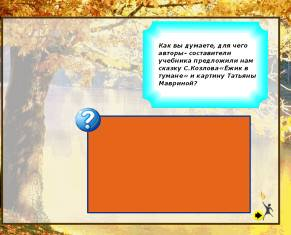 Как вы думаете, для чего
авторы- составители
учебника предложили нам
сказку С.Козлова«Ежик в
тумане» и картину Татьяны
Мавриной?
?